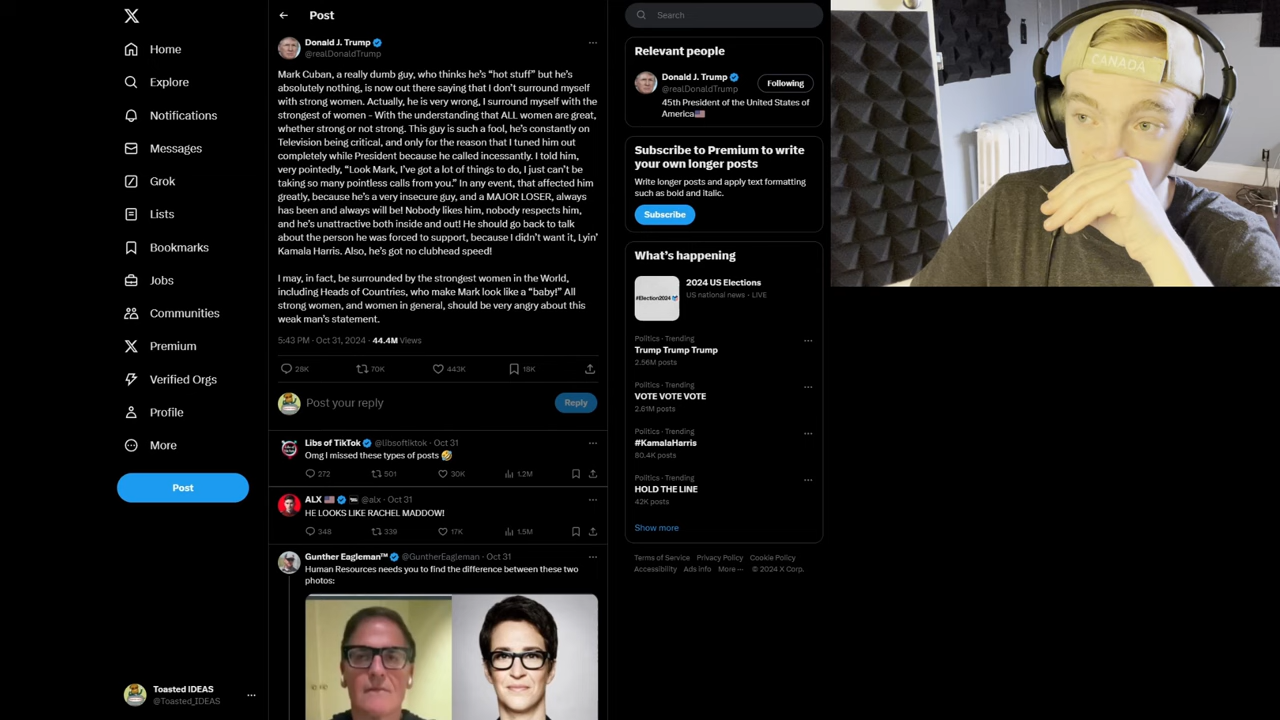 Home
Explore
Notifications
Messages
Grok
Lists
Bookmarks
Jobs
Communities
Premium
Verified Orgs
Profile
More
Post
Toasted IDEAS
@Toasted_IDEAS
Post
Donald J. Trump
@realDonaldTrump
Mark Cuban, a really dumb guy, who thinks he's “hot stuff” but he's
absolutely nothing, is now out there saying that I don't surround myself
with strong women. Actually, he is very wrong, I surround myself with the
strongest of women - With the understanding that ALL women are great,
whether strong or not strong. This guy is such a fool, he's constantly on
Television being critical, and only for the reason that I tuned him out
completely while President because he called incessantly. I told him,
very pointedly, “Look Mark, I've got a lot of things to do, I just can't be
taking so many pointless calls from you.” In any event, that affected him
greatly, because he's a very insecure guy, and a MAJOR LOSER, always
has been and always will be! Nobody likes him, nobody respects him,
and he's unattractive both inside and out! He should go back to talk
about the person he was forced to support, because I didn't want it, Lyin'
Kamala Harris. Also, he's got no clubhead speed!
I may, in fact, be surrounded by the strongest women in the World,
including Heads of Countries, who make Mark look like a “baby!” All
strong women, and women in general, should be very angry about this
weak man's statement.
5:43 PM · Oct 31, 2024 · 44.4M Views
28K 70K 443K 18K
Post your reply
Reply
Libs of TikTok @libsoftiktok · Oct 31
Omg I missed these types of posts 🤣
272 501 30K 1.2M
ALX 🇺🇸 @alx · Oct 31
HE LOOKS LIKE RACHEL MADDOW!
348 339 17K 1.5M
Gunther Eagleman™ @GuntherEagleman · Oct 31
Human Resources needs you to find the difference between these two
photos:
Search
Relevant people
Donald J. Trump
@realDonaldTrump
Following
45th President of the United States of
America🇺🇸
Subscribe to Premium to write
your own longer posts
Write longer posts and apply text formatting
such as bold and italic.
Subscribe
What's happening
#Election2024
2024 US Elections
US national news · LIVE
Politics · Trending
Trump Trump Trump
2.56M posts
Politics · Trending
VOTE VOTE VOTE
2.61M posts
Politics · Trending
#KamalaHarris
80.4K posts
Politics · Trending
HOLD THE LINE
42K posts
Show more
Terms of Service Privacy Policy Cookie Policy
Accessibility Ads Info More ··· © 2024 X Corp.
CANADA